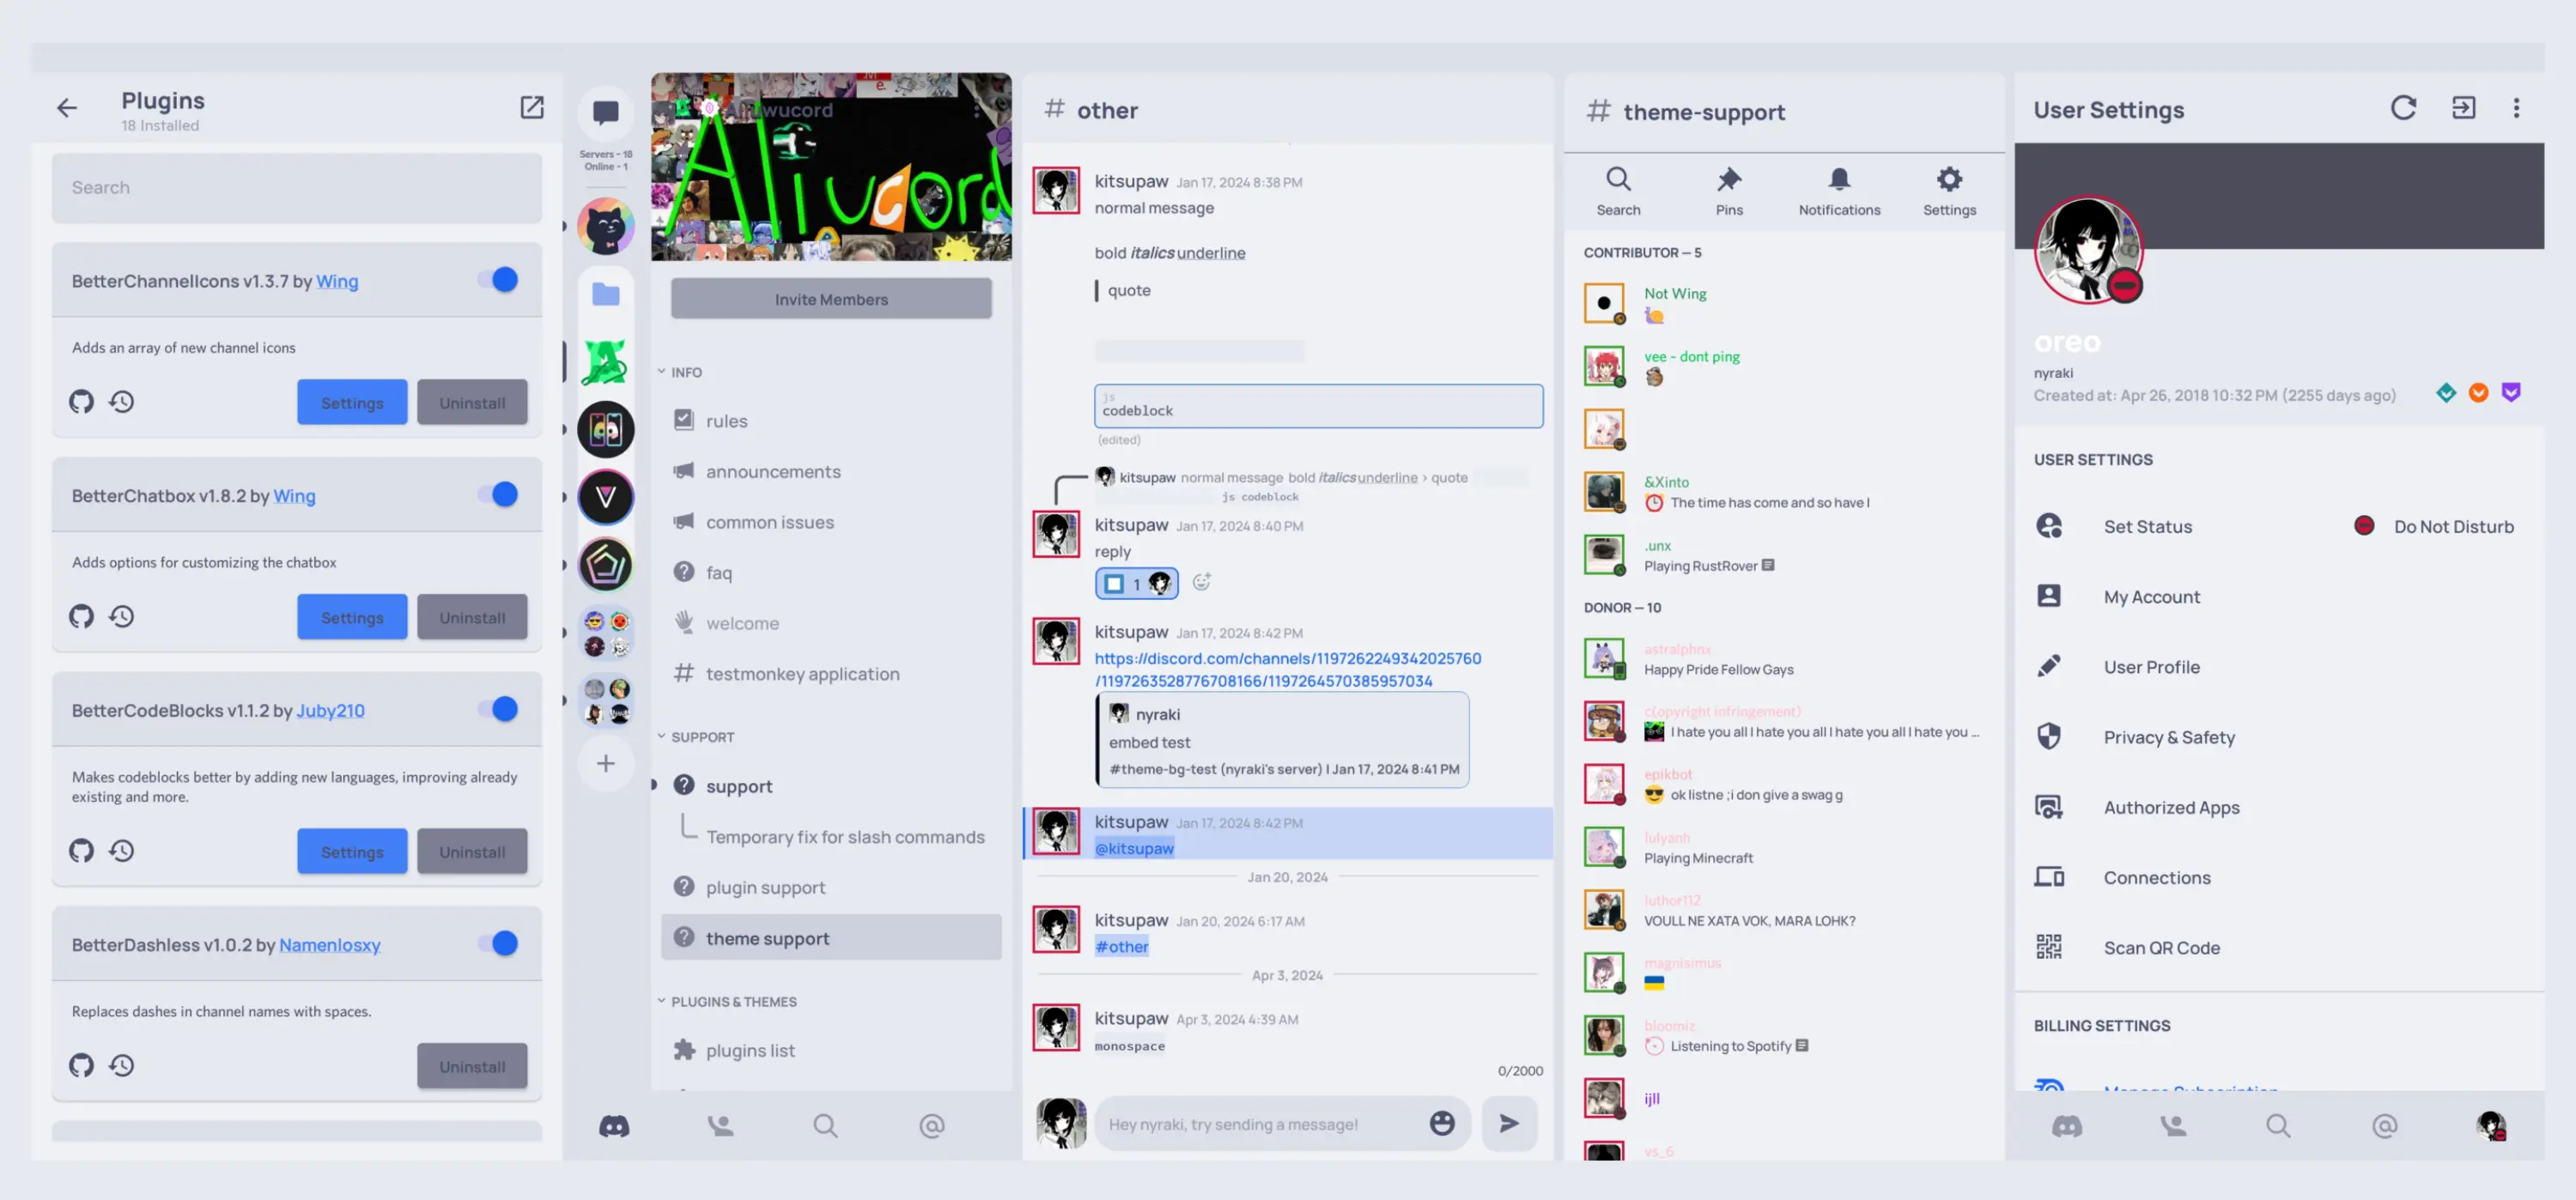 Plugins
18 Installed
Search
BetterChannelIcons v1.3.7 by Wing
Adds an array of new channel icons
Settings
Uninstall
BetterChatbox v1.8.2 by Wing
Adds options for customizing the chatbox
Settings
Uninstall
BetterCodeBlocks v1.1.2 by Juby210
Makes codeblocks better by adding new languages, improving already
existing and more.
Settings
Uninstall
BetterDashless v1.0.2 by Namenlosxy
Replaces dashes in channel names with spaces.
Uninstall
Servers - 18
Online - 1
Aliucord
Invite Members
INFO
rules
announcements
common issues
faq
welcome
testmonkey application
SUPPORT
support
Temporary fix for slash commands
plugin support
theme support
PLUGINS & THEMES
plugins list
other
kitsupaw Jan 17, 2024 8:38 PM
normal message
bold italics underline
quote
js
codeblock
(edited)
kitsupaw normal message bold italics underline > quote
js codeblock
kitsupaw Jan 17, 2024 8:40 PM
reply
1
kitsupaw Jan 17, 2024 8:42 PM
https://discord.com/channels/1197262249342025760
/1197263528776708166/1197264570385957034
nyraki
embed test
#theme-bg-test (nyraki's server) | Jan 17, 2024 8:41 PM
kitsupaw Jan 17, 2024 8:42 PM
@kitsupaw
Jan 20, 2024
kitsupaw Jan 20, 2024 6:17 AM
#other
Apr 3, 2024
kitsupaw Apr 3, 2024 4:39 AM
monospace
0/2000
Hey nyraki, try sending a message!
theme-support
Search
Pins
Notifications
Settings
CONTRIBUTOR — 5
Not Wing
vee - dont ping
&Xinto
The time has come and so have I
.unx
Playing RustRover
DONOR — 10
astralphnx
Happy Pride Fellow Gays
c(opyright infringement)
I hate you all I hate you all I hate you all I hate you ...
epikbot
ok listne ;i don give a swag g
lulyanh
Playing Minecraft
luthor112
VOULL NE XATA VOK, MARA LOHK?
magnisimus
bloomiz
Listening to Spotify
ijll
vs_6
User Settings
oreo
nyraki
Created at: Apr 26, 2018 10:32 PM (2255 days ago)
USER SETTINGS
Set Status
Do Not Disturb
My Account
User Profile
Privacy & Safety
Authorized Apps
Connections
Scan QR Code
BILLING SETTINGS